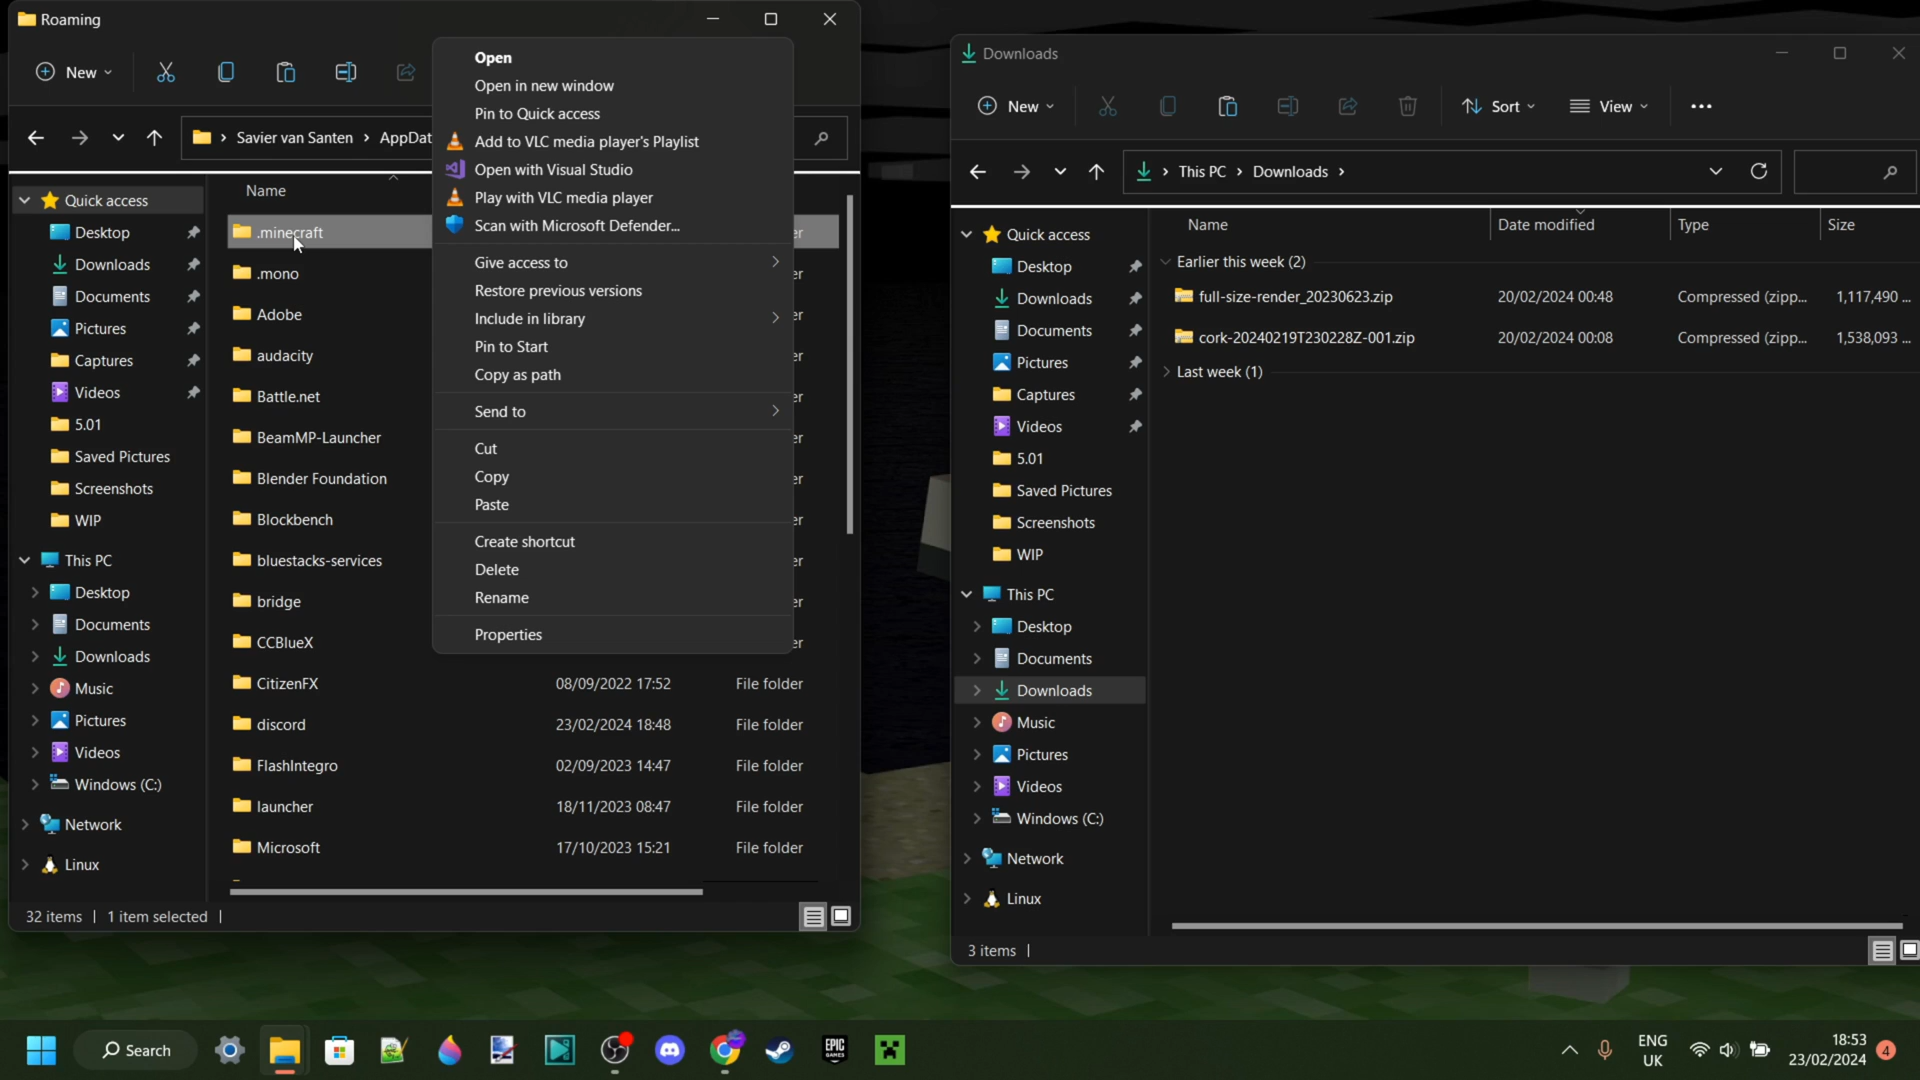 Roaming
New
Savier van Santen > AppDat
Name
Quick access
Desktop
Downloads
Documents
Pictures
Captures
Videos
5.01
Saved Pictures
Screenshots
WIP
This PC
Desktop
Documents
Downloads
Music
Pictures
Videos
Windows (C:)
Network
Linux
.minecraft
.mono
Adobe
audacity
Battle.net
BeamMP-Launcher
Blender Foundation
Blockbench
bluestacks-services
bridge
CCBlueX
CitizenFX 08/09/2022 17:52 File folder
discord 23/02/2024 18:48 File folder
FlashIntegro 02/09/2023 14:47 File folder
launcher 18/11/2023 08:47 File folder
Microsoft 17/10/2023 15:21 File folder
32 items | 1 item selected |
Open
Open in new window
Pin to Quick access
Add to VLC media player's Playlist
Open with Visual Studio
Play with VLC media player
Scan with Microsoft Defender...
Give access to
Restore previous versions
Include in library
Pin to Start
Copy as path
Send to
Cut
Copy
Paste
Create shortcut
Delete
Rename
Properties
er
er
er
er
er
er
er
er
er
er
er
Downloads
New Sort View
This PC > Downloads >
Name Date modified Type Size
Quick access
Desktop
Downloads
Documents
Pictures
Captures
Videos
5.01
Saved Pictures
Screenshots
WIP
This PC
Desktop
Documents
Downloads
Music
Pictures
Videos
Windows (C:)
Network
Linux
Earlier this week (2)
full-size-render_20230623.zip 20/02/2024 00:48 Compressed (zipp... 1,117,490 ...
cork-20240219T230228Z-001.zip 20/02/2024 00:08 Compressed (zipp... 1,538,093 ...
Last week (1)
3 items |
Search
EPIC
GAMES
ENG
UK
18:53
23/02/2024
4